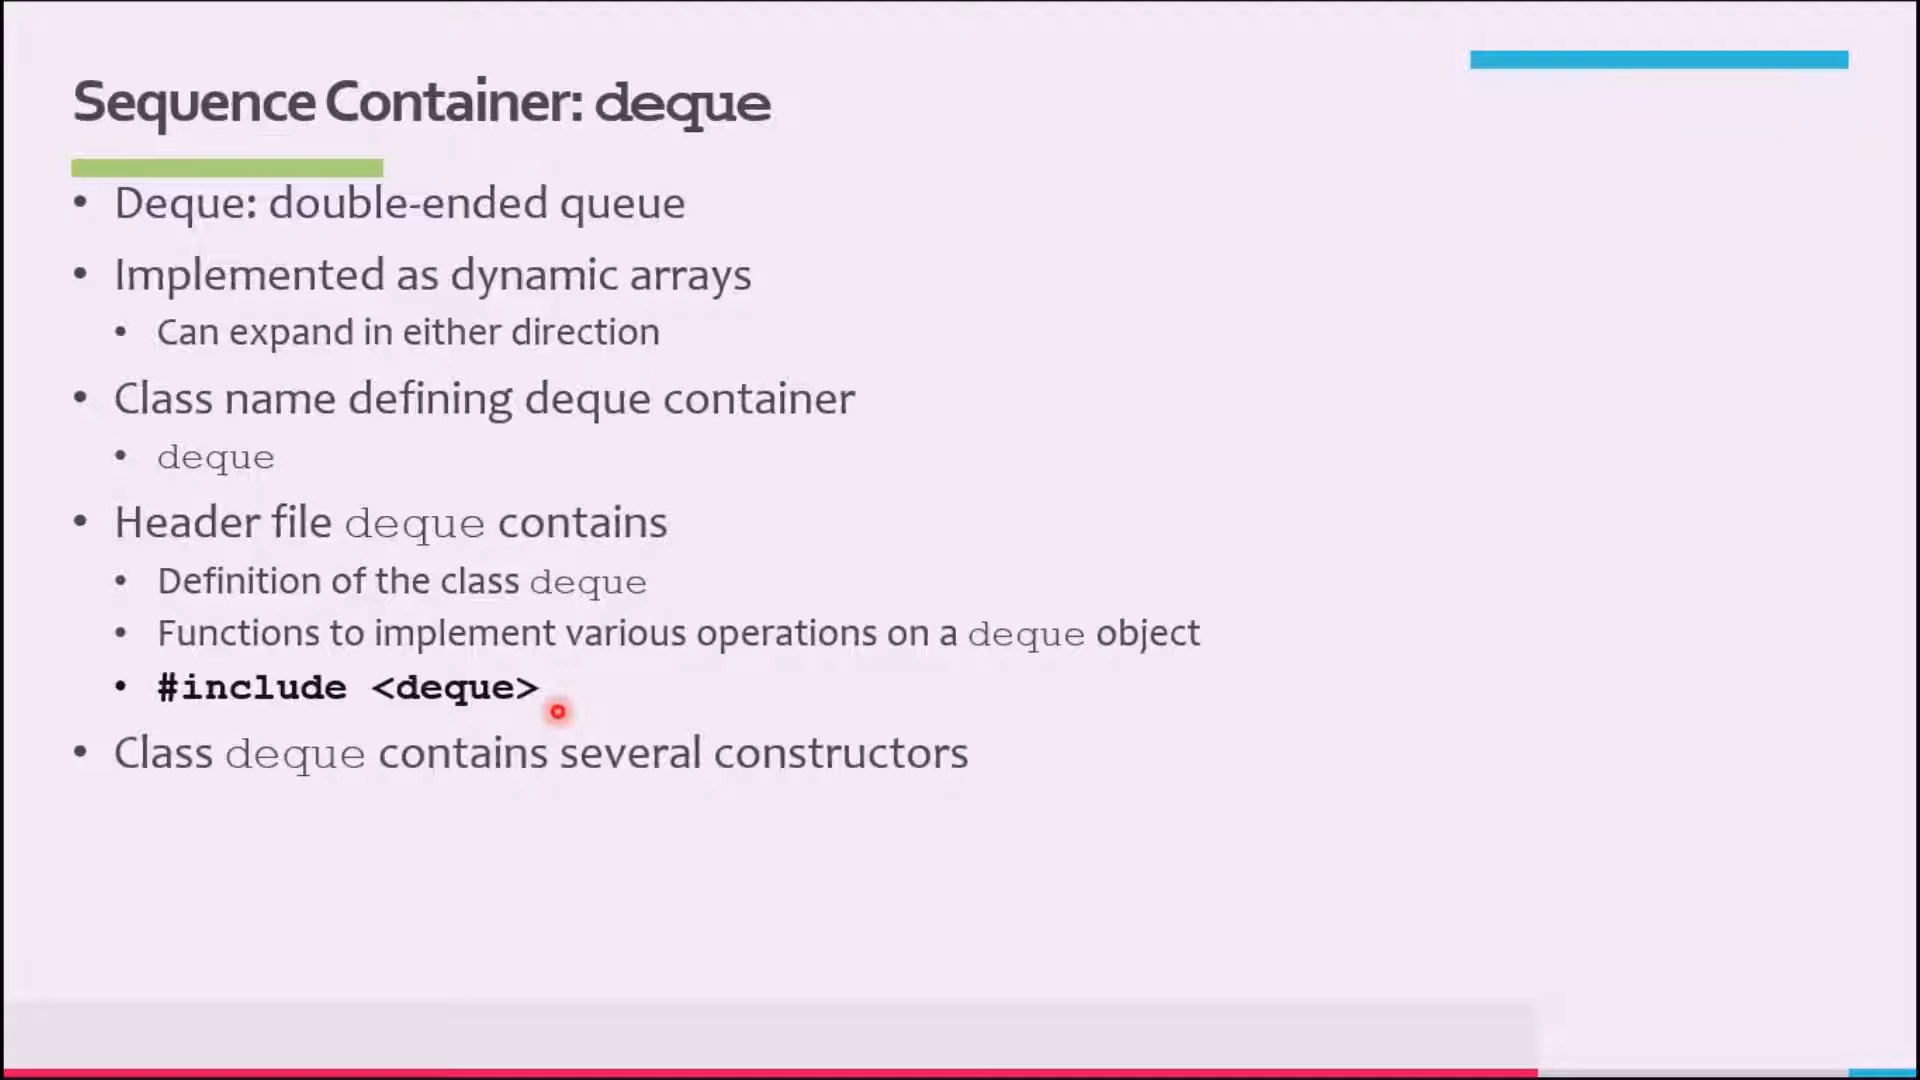 Sequence Container: deque
• Deque: double-ended queue
• Implemented as dynamic arrays
• Can expand in either direction
• Class name defining deque container
• deque
• Header file deque contains
• Definition of the class deque
• Functions to implement various operations on a deque object
• #include <deque>
• Class deque contains several constructors